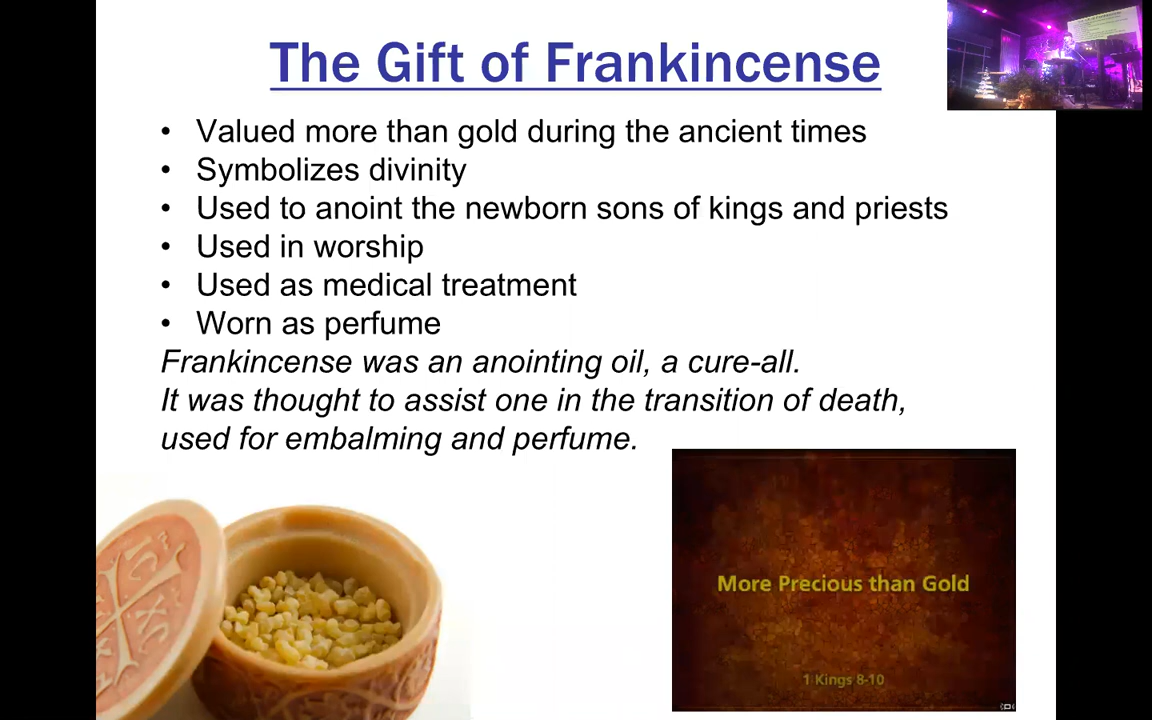 The Gift of Frankincense
• Valued more than gold during the ancient times
• Symbolizes divinity
• Used to anoint the newborn sons of kings and priests
• Used in worship
• Used as medical treatment
• Worn as perfume
Frankincense was an anointing oil, a cure-all.
It was thought to assist one in the transition of death,
used for embalming and perfume.
More Precious than Gold
1 Kings 8-10